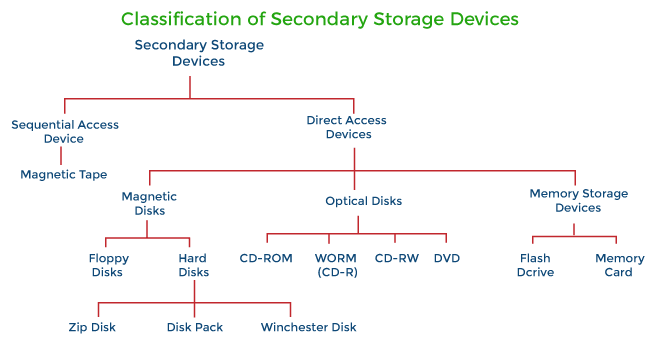 Classification of Secondary Storage Devices
Secondary Storage
Devices
Sequential Access
Device
Direct Access
Devices
Magnetic Tape
Magnetic
Disks
Optical Disks
Memory Storage
Devices
Floppy
Disks
Hard
Disks
CD-ROM
WORM
(CD-R)
CD-RW
DVD
Flash
Dcrive
Memory
Card
Zip Disk
Disk Pack
Winchester Disk